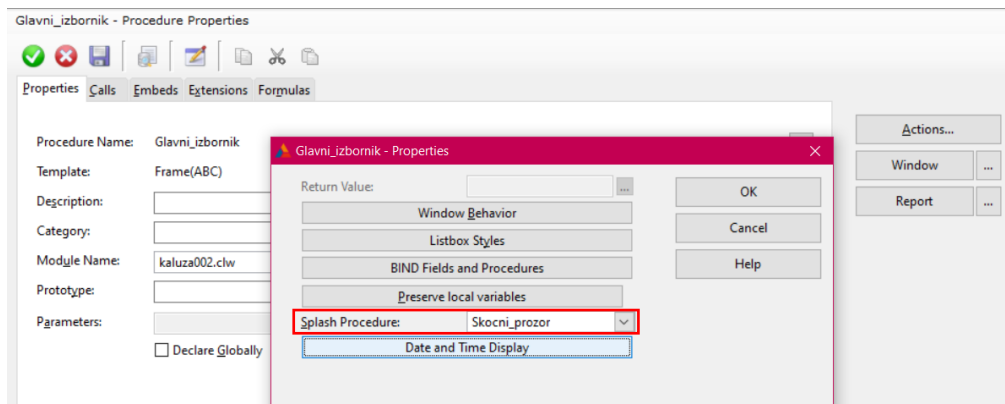 Glavni_izbornik - Procedure Properties
Properties Calls Embeds Extensions Formulas
Procedure Name: Glavni_izbornik
Template: Frame(ABC)
Description:
Category:
Module Name: kaluza002.clw
Prototype:
Parameters:
Declare Globally
Glavni_izbornik - Properties
Return Value: ...
Window Behavior
Listbox Styles
BIND Fields and Procedures
Preserve local variables
Splash Procedure: Skocni_prozor
Date and Time Display
OK
Cancel
Help
Actions...
Window ...
Report ...